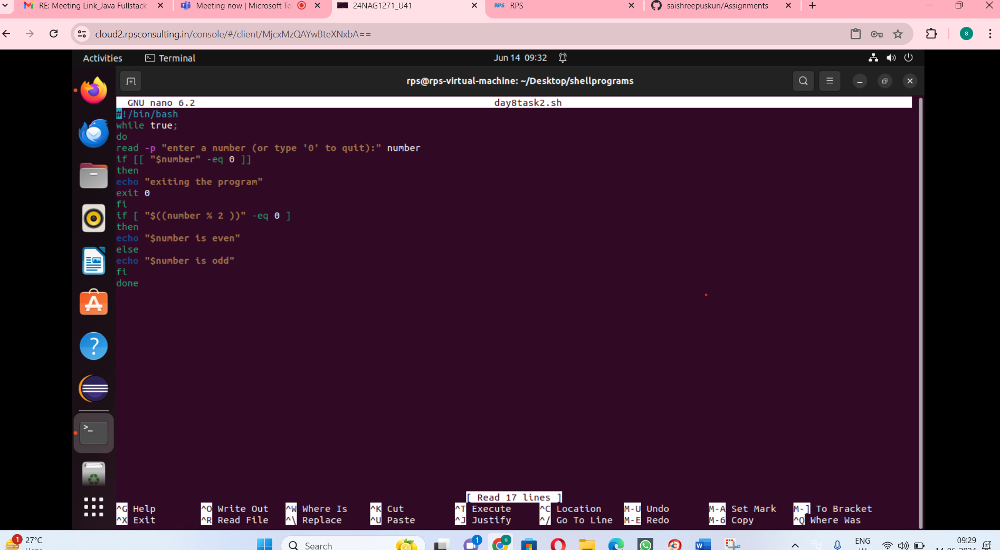 RE: Meeting Link_Java Fullstack
Meeting now | Microsoft Te
24NAG1271_U41
RPS RPS
saishreepuskuri/Assignments
cloud2.rpsconsulting.in/console/#/client/MjcxMzQAYwBteXNxbA==
S
Activities
Terminal
Jun 14 09:32
rps@rps-virtual-machine: ~/Desktop/shellprograms
GNU nano 6.2 day8task2.sh
#!/bin/bash
while true;
do
read -p "enter a number (or type '0' to quit):" number
if [[ "$number" -eq 0 ]]
then
echo "exiting the program"
exit 0
fi
if [ "$((number % 2 ))" -eq 0 ]
then
echo "$number is even"
else
echo "$number is odd"
fi
done
[ Read 17 lines ]
^G Help ^O Write Out ^W Where Is ^K Cut ^T Execute ^C Location M-U Undo M-A Set Mark M-] To Bracket
^X Exit ^R Read File ^\ Replace ^U Paste ^J Justify ^/ Go To Line M-E Redo M-6 Copy ^Q Where Was
1
27°C
Search
1
S
ENG
09:29